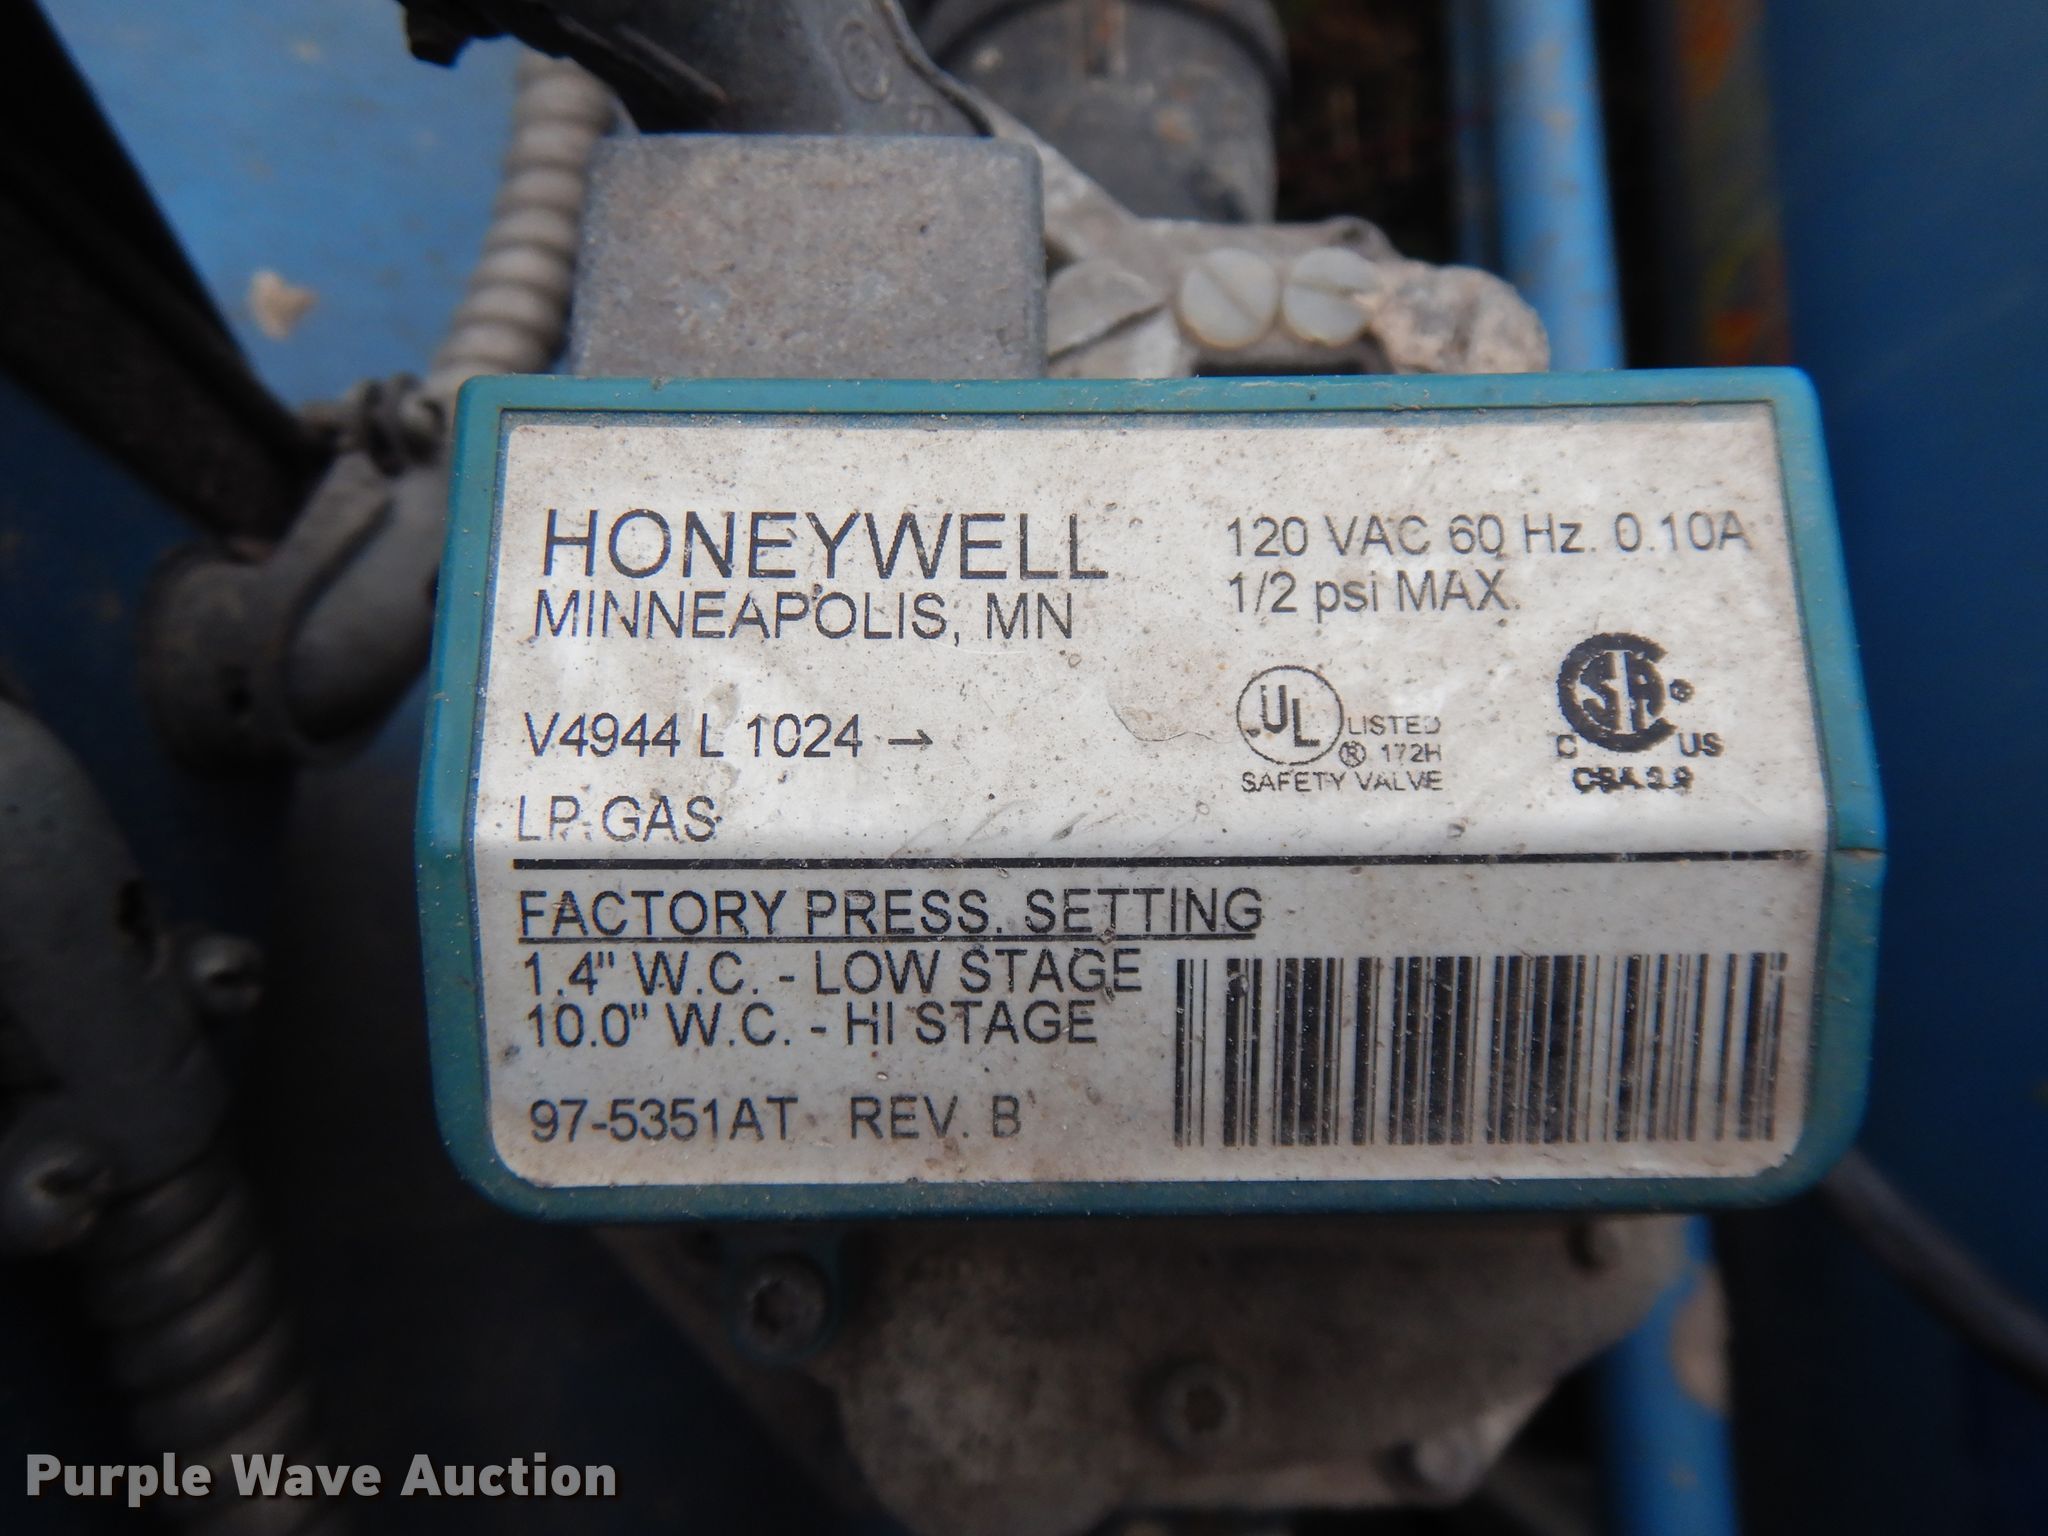 HONEYWELL
MINNEAPOLIS, MN
120 VAC 60 Hz. 0.10A
1/2 psi MAX.
V4944 L 1024 →
LP. GAS
UL LISTED
® 172H
SAFETY VALVE
CSA ®
C US
FACTORY PRESS. SETTING
1.4" W.C. - LOW STAGE
10.0" W.C. - HI STAGE
97-5351AT REV. B
Purple Wave Auction